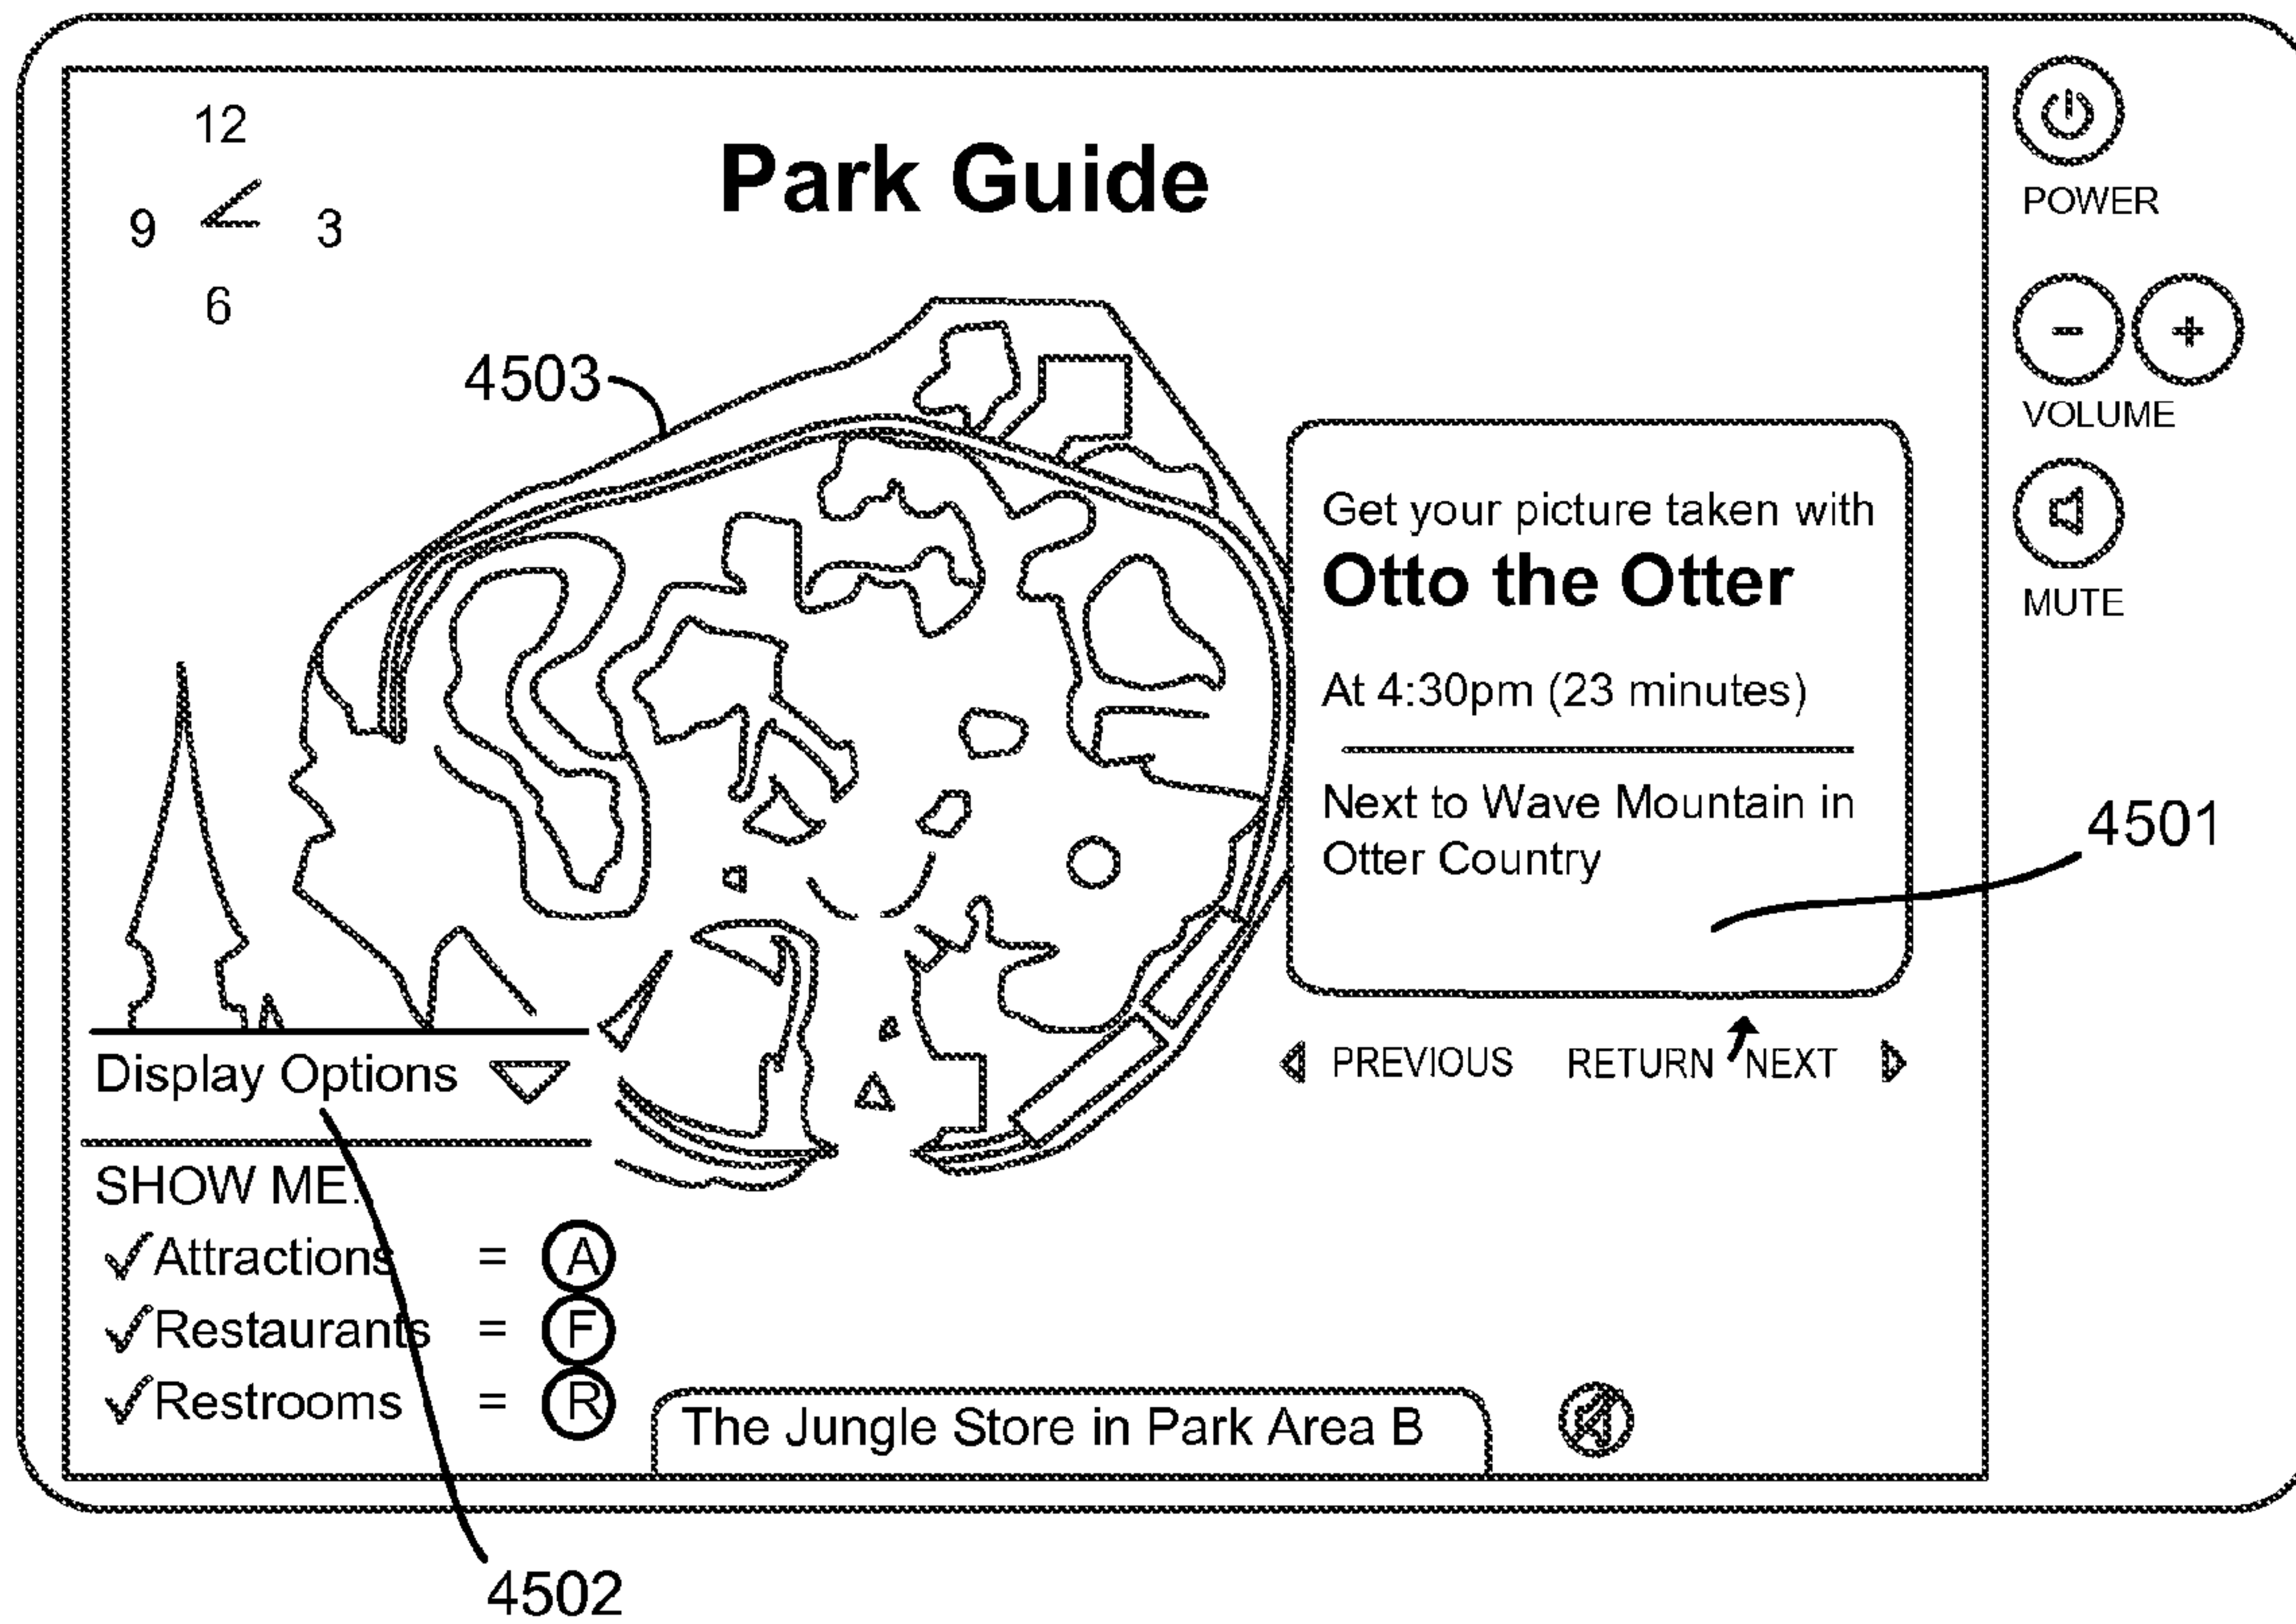 12
9 3
6
Park Guide
POWER
- +
VOLUME
MUTE
4503
Get your picture taken with
Otto the Otter
At 4:30pm (23 minutes)
Next to Wave Mountain in
Otter Country
4501
PREVIOUS RETURN NEXT
Display Options
SHOW ME:
Attractions = A
Restaurants = F
Restrooms = R
The Jungle Store in Park Area B
4502